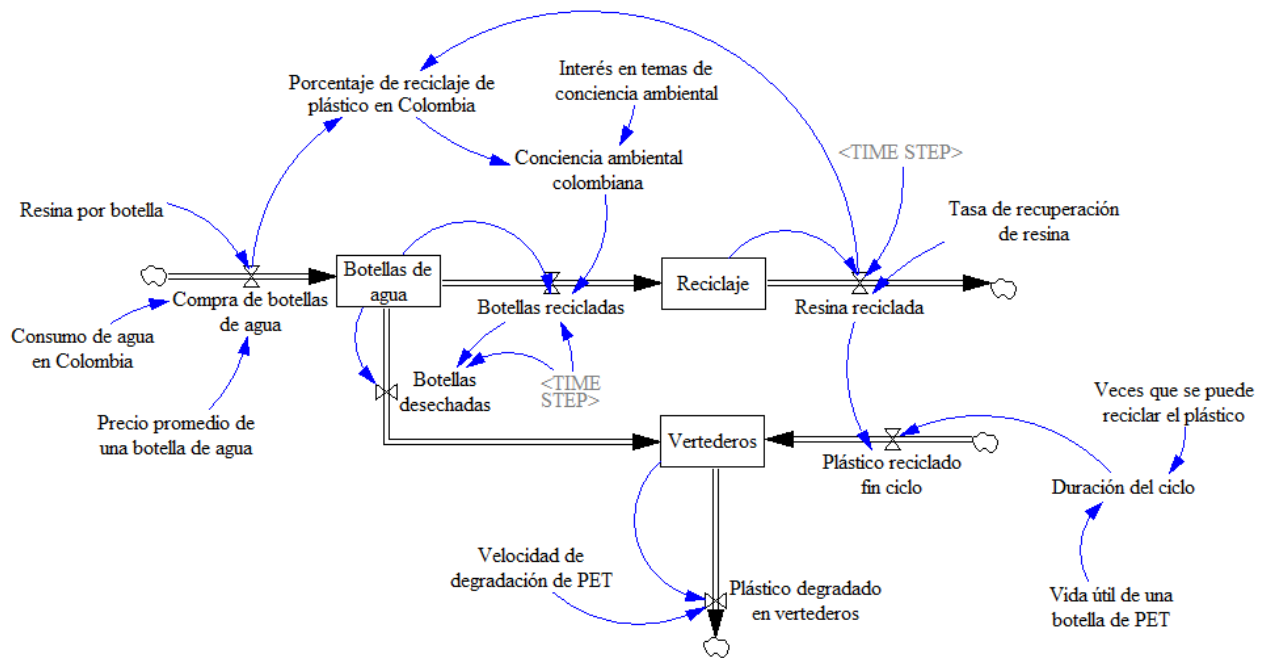 Porcentaje de reciclaje de
plástico en Colombia
Interés en temas de
conciencia ambiental
Conciencia ambiental
colombiana
<TIME STEP>
Resina por botella
Tasa de recuperación
de resina
Botellas de
agua
Reciclaje
Compra de botellas
de agua
Botellas recicladas
Resina reciclada
Consumo de agua
en Colombia
Botellas
desechadas
<TIME
STEP>
Precio promedio de
una botella de agua
Veces que se puede
reciclar el plástico
Vertederos
Plástico reciclado
fin ciclo
Duración del ciclo
Velocidad de
degradación de PET
Plástico degradado
en vertederos
Vida útil de una
botella de PET